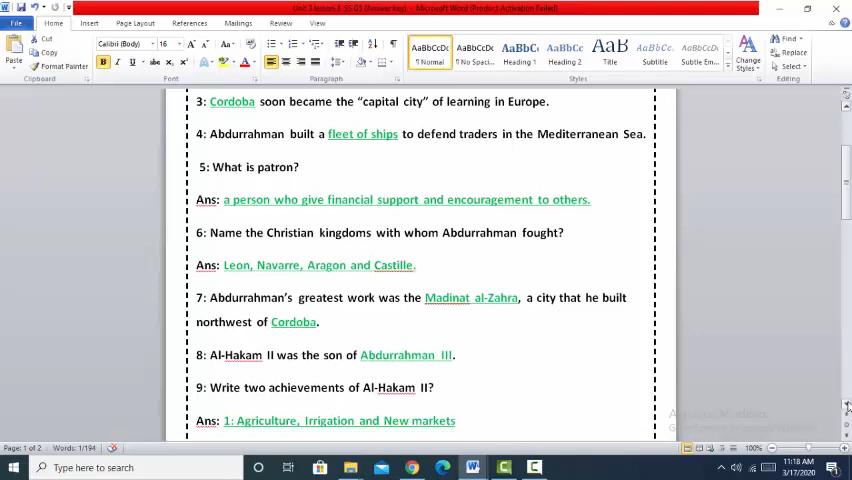 Unit 3 lesson 3 SS G5 (Answer key) - Microsoft Word (Product Activation Failed)
File Home Insert Page Layout References Mailings Review View
Paste Cut Copy Format Painter
Calibri (Body) 16
AaBbCcDc AaBbCcDc AaBbCc AaBbCc AaB AaBbCc. AaBbCcDc
¶ Normal ¶ No Spaci... Heading 1 Heading 2 Title Subtitle Subtle Em...
Change Styles
Find Replace Select
Clipboard Font Paragraph Styles Editing
3: Cordoba soon became the “capital city” of learning in Europe.
4: Abdurrahman built a fleet of ships to defend traders in the Mediterranean Sea.
5: What is patron?
Ans: a person who give financial support and encouragement to others.
6: Name the Christian kingdoms with whom Abdurrahman fought?
Ans: Leon, Navarre, Aragon and Castille.
7: Abdurrahman’s greatest work was the Madinat al-Zahra, a city that he built
northwest of Cordoba.
8: Al-Hakam II was the son of Abdurrahman III.
9: Write two achievements of Al-Hakam II?
Ans: 1: Agriculture, Irrigation and New markets
Activate Windows
Page: 1 of 2 Words: 1/194 100%
Type here to search
11:18 AM
3/17/2020